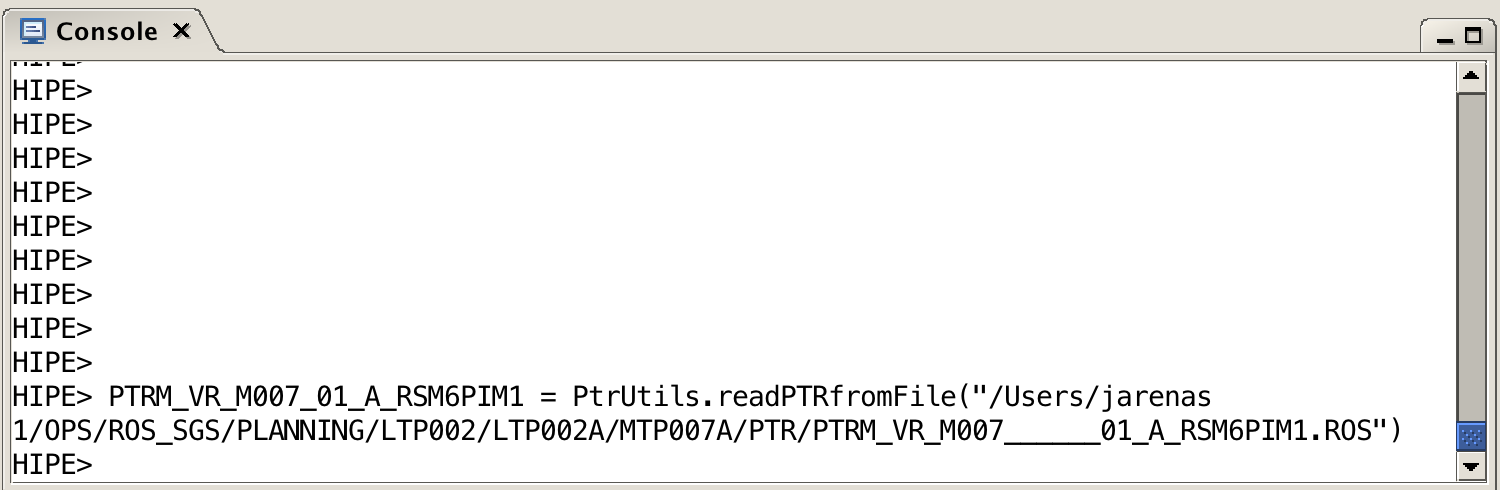 Console
HIPE>
HIPE>
HIPE>
HIPE>
HIPE>
HIPE>
HIPE>
HIPE>
HIPE>
HIPE>
HIPE> PTRM_VR_M007_01_A_RSM6PIM1 = PtrUtils.readPTRfromFile("/Users/jarenas
1/OPS/ROS_SGS/PLANNING/LTP002/LTP002A/MTP007A/PTR/PTRM_VR_M007______01_A_RSM6PIM1.ROS")
HIPE>